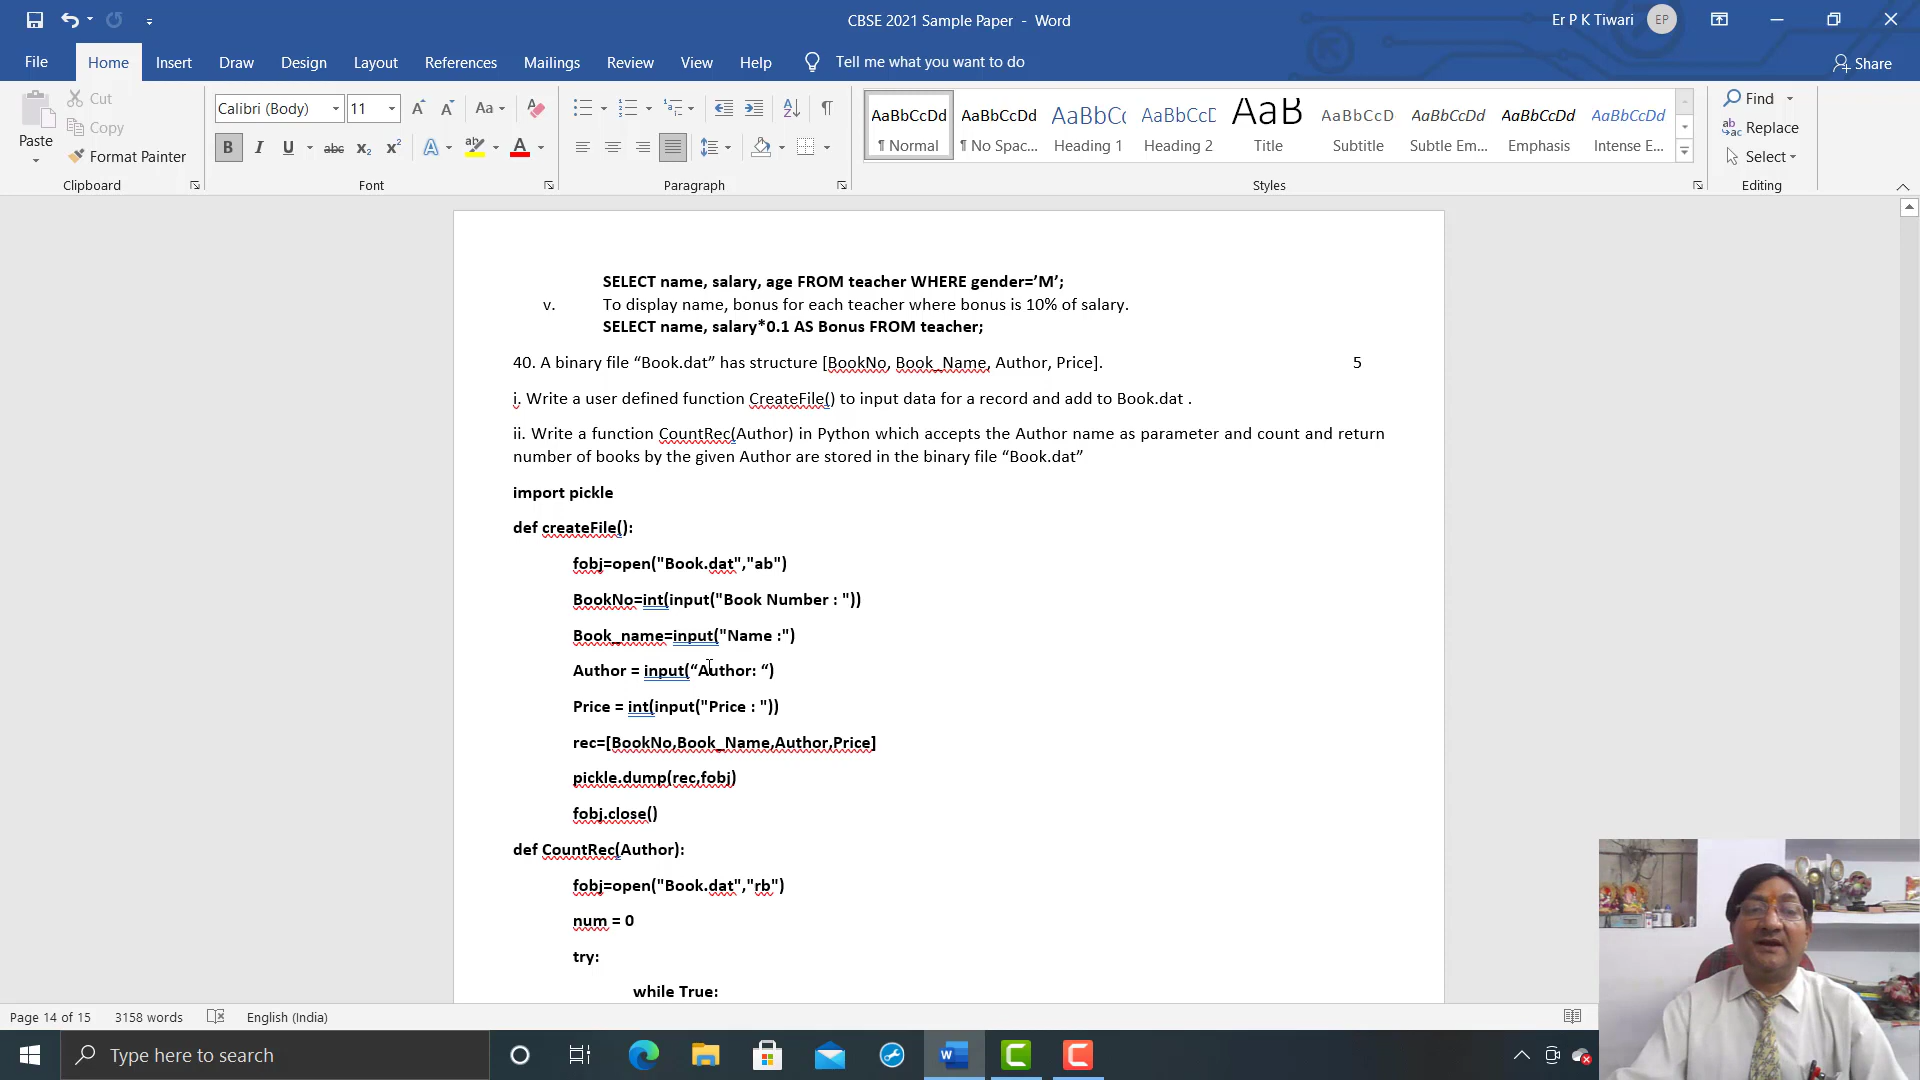 CBSE 2021 Sample Paper - Word
Er P K Tiwari
EP
File Home Insert Draw Design Layout References Mailings Review View Help Tell me what you want to do
Share
Cut
Copy
Paste
Format Painter
Calibri (Body) 11
Clipboard
Font
Paragraph
AaBbCcDd AaBbCcDd AaBbCc AaBbCcD AaB AaBbCcD AaBbCcDd AaBbCcDd AaBbCcDd
¶ Normal ¶ No Spac... Heading 1 Heading 2 Title Subtitle Subtle Em... Emphasis Intense E...
Styles
Find
Replace
Select
Editing
SELECT name, salary, age FROM teacher WHERE gender=’M’;
v. To display name, bonus for each teacher where bonus is 10% of salary.
SELECT name, salary*0.1 AS Bonus FROM teacher;
40. A binary file “Book.dat” has structure [BookNo, Book_Name, Author, Price]. 5
i. Write a user defined function CreateFile() to input data for a record and add to Book.dat .
ii. Write a function CountRec(Author) in Python which accepts the Author name as parameter and count and return
number of books by the given Author are stored in the binary file “Book.dat”
import pickle
def createFile():
fobj=open("Book.dat","ab")
BookNo=int(input("Book Number : "))
Book_name=input("Name :")
Author = input(“Author: “)
Price = int(input("Price : "))
rec=[BookNo,Book_Name,Author,Price]
pickle.dump(rec,fobj)
fobj.close()
def CountRec(Author):
fobj=open("Book.dat","rb")
num = 0
try:
while True:
Page 14 of 15 3158 words English (India)
Type here to search